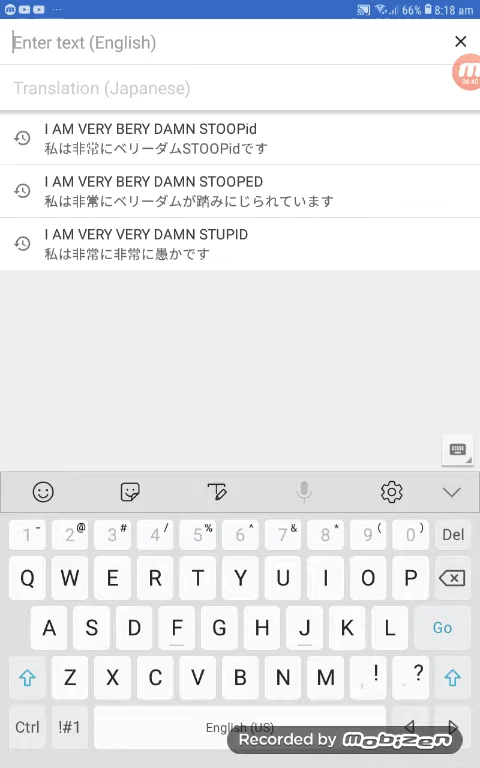 66% 8:18 am
Enter text (English)
04:40
Translation (Japanese)
I AM VERY BERY DAMN STOOPid
私は非常にベリーダムSTOOPidです
I AM VERY BERY DAMN STOOPED
私は非常にベリーダムが踏みにじられています
I AM VERY VERY DAMN STUPID
私は非常に非常に愚かです
1 - 2 @ 3 # 4 / 5 % 6 ^ 7 & 8 * 9 ( 0 ) Del
Q W E R T Y U I O P
A S D F G H J K L Go
Z X C V B N M , ! . ?
Ctrl !#1 English (US)
Recorded by mobizen